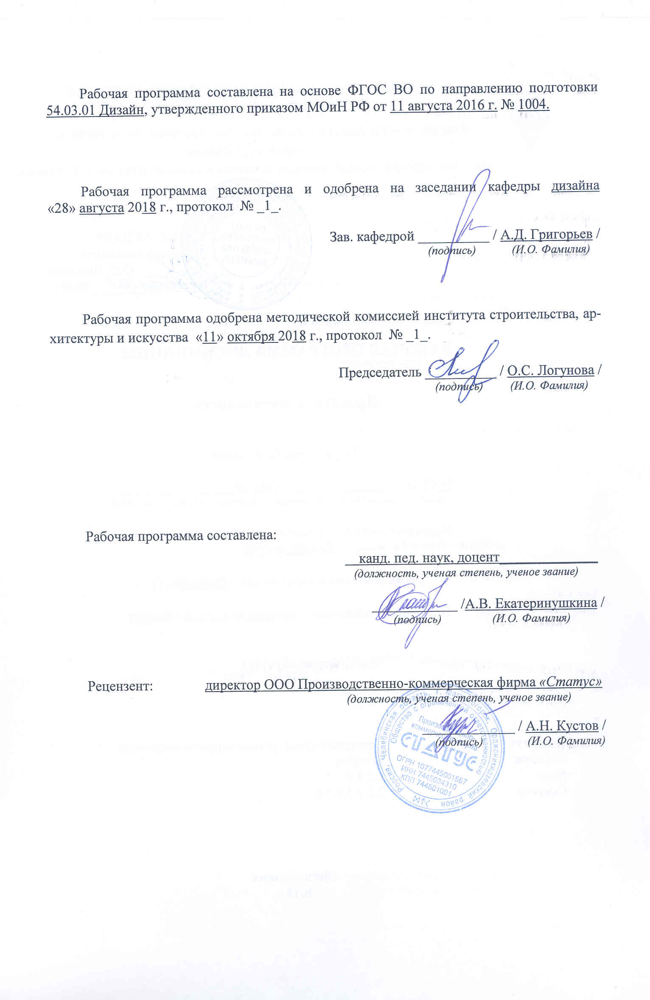 Рабочая программа составлена на основе ФГОС ВО по направлению подготовки
54.03.01 Дизайн, утвержденного приказом МОиН РФ от 11 августа 2016 г. № 1004.
Рабочая программа рассмотрена и одобрена на заседании кафедры дизайна
«28» августа 2018 г., протокол № _1_.
Зав. кафедрой __________ / А.Д. Григорьев /
(подпись) (И.О. Фамилия)
Рабочая программа одобрена методической комиссией института строительства, ар-
хитектуры и искусства «11» октября 2018 г., протокол № _1_.
Председатель __________ / О.С. Логунова /
(подпись) (И.О. Фамилия)
Рабочая программа составлена:
канд. пед. наук, доцент
(должность, ученая степень, ученое звание)
____________ /А.В. Екатеринушкина /
(подпись) (И.О. Фамилия)
Рецензент: директор ООО Производственно-коммерческая фирма «Статус»
(должность, ученая степень, ученое звание)
_____________ / А.Н. Кустов /
(подпись) (И.О. Фамилия)
Россия, Челябинская область, г. Магнитогорск, Орджоникидзевский район
Общество с ограниченной ответственностью
Производственно-
коммерческая фирма
СТАТУС
ОГРН 1077445001567
ИНН 7445034310
КПП 744501001